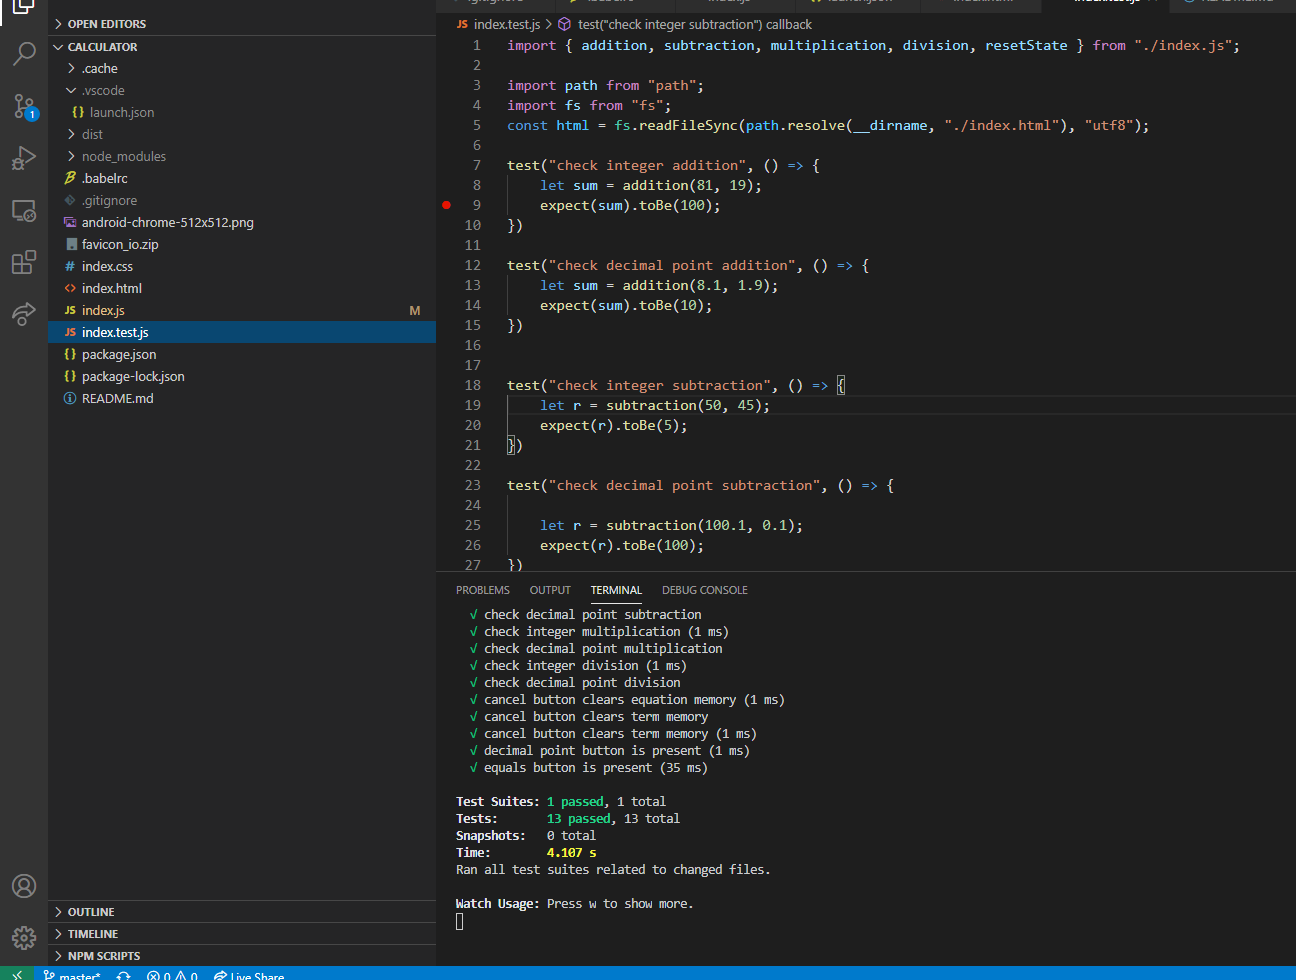 OPEN EDITORS
CALCULATOR
.cache
.vscode
{} launch.json
dist
node_modules
.babelrc
.gitignore
android-chrome-512x512.png
favicon_io.zip
# index.css
<> index.html
JS index.js M
JS index.test.js
{} package.json
{} package-lock.json
README.md
OUTLINE
TIMELINE
NPM SCRIPTS
1
JS index.test.js > test("check integer subtraction") callback
1 import { addition, subtraction, multiplication, division, resetState } from "./index.js";
2
3 import path from "path";
4 import fs from "fs";
5 const html = fs.readFileSync(path.resolve(__dirname, "./index.html"), "utf8");
6
7 test("check integer addition", () => {
8 let sum = addition(81, 19);
9 expect(sum).toBe(100);
10 })
11
12 test("check decimal point addition", () => {
13 let sum = addition(8.1, 1.9);
14 expect(sum).toBe(10);
15 })
16
17
18 test("check integer subtraction", () => {
19 let r = subtraction(50, 45);
20 expect(r).toBe(5);
21 })
22
23 test("check decimal point subtraction", () => {
24
25 let r = subtraction(100.1, 0.1);
26 expect(r).toBe(100);
27 })
PROBLEMS OUTPUT TERMINAL DEBUG CONSOLE
√ check decimal point subtraction
√ check integer multiplication (1 ms)
√ check decimal point multiplication
√ check integer division (1 ms)
√ check decimal point division
√ cancel button clears equation memory (1 ms)
√ cancel button clears term memory
√ cancel button clears term memory (1 ms)
√ decimal point button is present (1 ms)
√ equals button is present (35 ms)
Test Suites: 1 passed, 1 total
Tests: 13 passed, 13 total
Snapshots: 0 total
Time: 4.107 s
Ran all test suites related to changed files.
Watch Usage: Press w to show more.
master* 0 0 Live Share